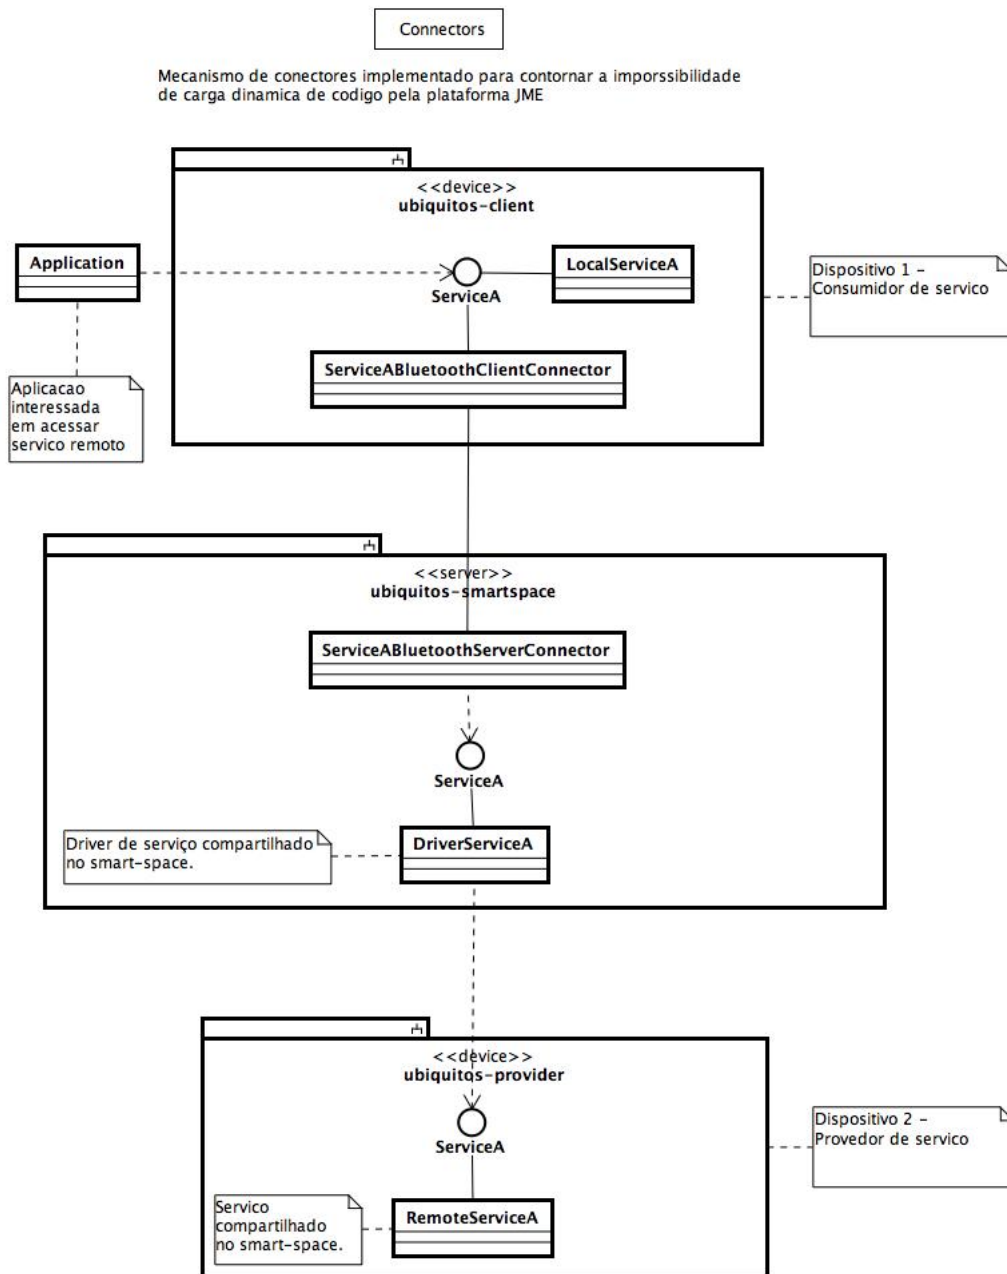 Connectors
Mecanismo de conectores implementado para contornar a imporssibilidade
de carga dinamica de codigo pela plataforma JME
<<device>>
ubiquitos-client
Application
ServiceA
LocalServiceA
Dispositivo 1 -
Consumidor de servico
ServiceABluetoothClientConnector
Aplicacao
interessada
em acessar
servico remoto
<<server>>
ubiquitos-smartspace
ServiceABluetoothServerConnector
ServiceA
Driver de serviço compartilhado
no smart-space.
DriverServiceA
<<device>>
ubiquitos-provider
ServiceA
Dispositivo 2 -
Provedor de servico
Servico
compartilhado
no smart-space.
RemoteServiceA